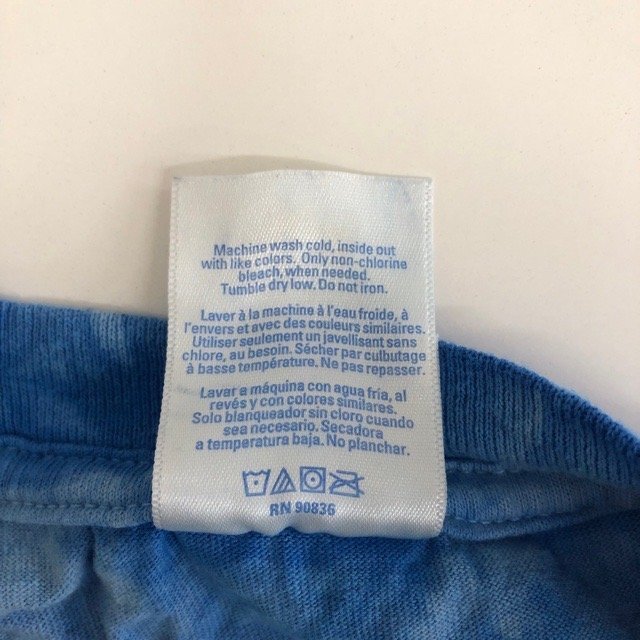 Machine wash cold, inside out
with like colors. Only non-chlorine
bleach, when needed.
Tumble dry low. Do not iron.
Laver à la machine à l'eau froide, à
l'envers et avec des couleurs similaires.
Utiliser seulement un javellisant sans
chlore, au besoin. Sécher par culbutage
à basse température. Ne pas repasser.
Lavar a máquina con agua fría, al
revés y con colores similares.
Solo blanqueador sin cloro cuando
sea necesario. Secadora
a temperatura baja. No planchar.
RN 90836